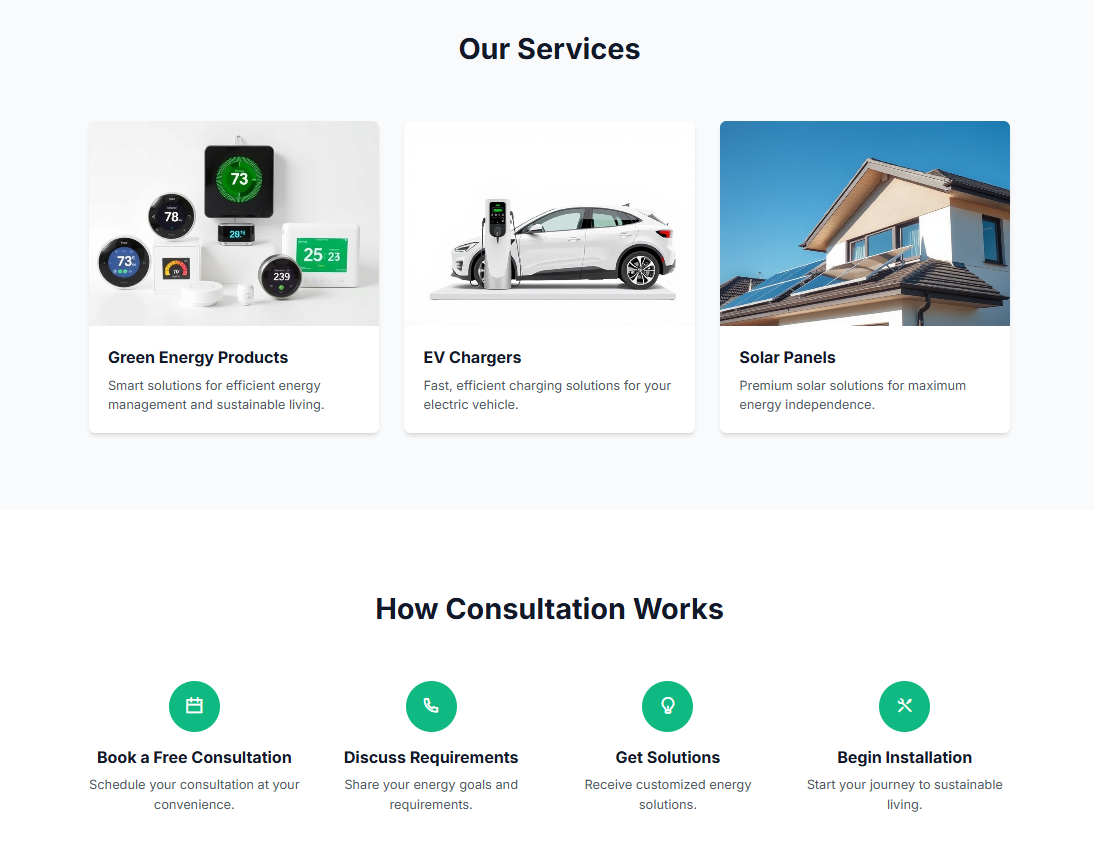 Our Services
73
78
28.°5
73
70
239
25 23
Green Energy Products
Smart solutions for efficient energy
management and sustainable living.
EV Chargers
Fast, efficient charging solutions for your
electric vehicle.
Solar Panels
Premium solar solutions for maximum
energy independence.
How Consultation Works
Book a Free Consultation
Schedule your consultation at your
convenience.
Discuss Requirements
Share your energy goals and
requirements.
Get Solutions
Receive customized energy
solutions.
Begin Installation
Start your journey to sustainable
living.